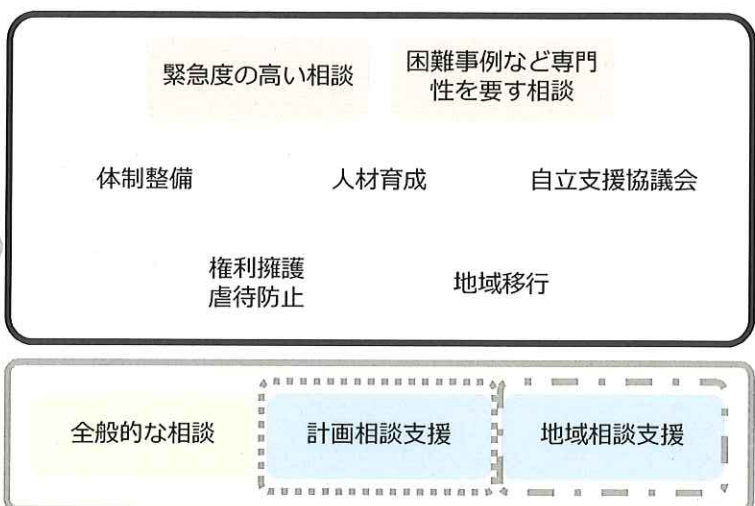 緊急度の高い相談
困難事例など専門
性を要す相談
体制整備
人材育成
自立支援協議会
権利擁護
虐待防止
地域移行
全般的な相談
計画相談支援
地域相談支援